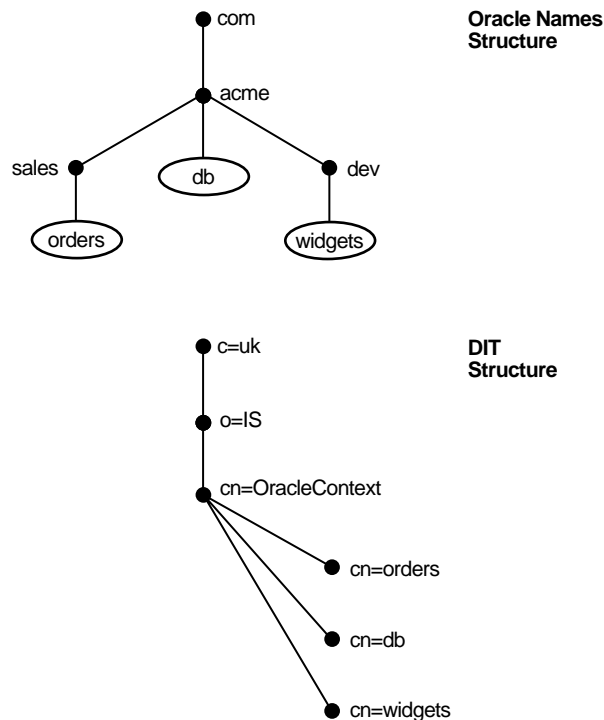 com
Oracle Names
Structure
acme
sales
db
dev
orders
widgets
c=uk
DIT
Structure
o=IS
cn=OracleContext
cn=orders
cn=db
cn=widgets